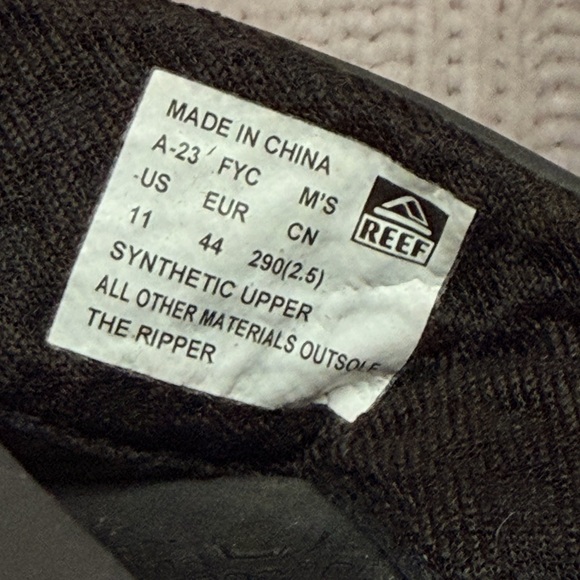 MADE IN CHINA
A-23 FYC M'S
US EUR CN
11 44 290(2.5)
SYNTHETIC UPPER
ALL OTHER MATERIALS OUTSOLE
THE RIPPER
REEF